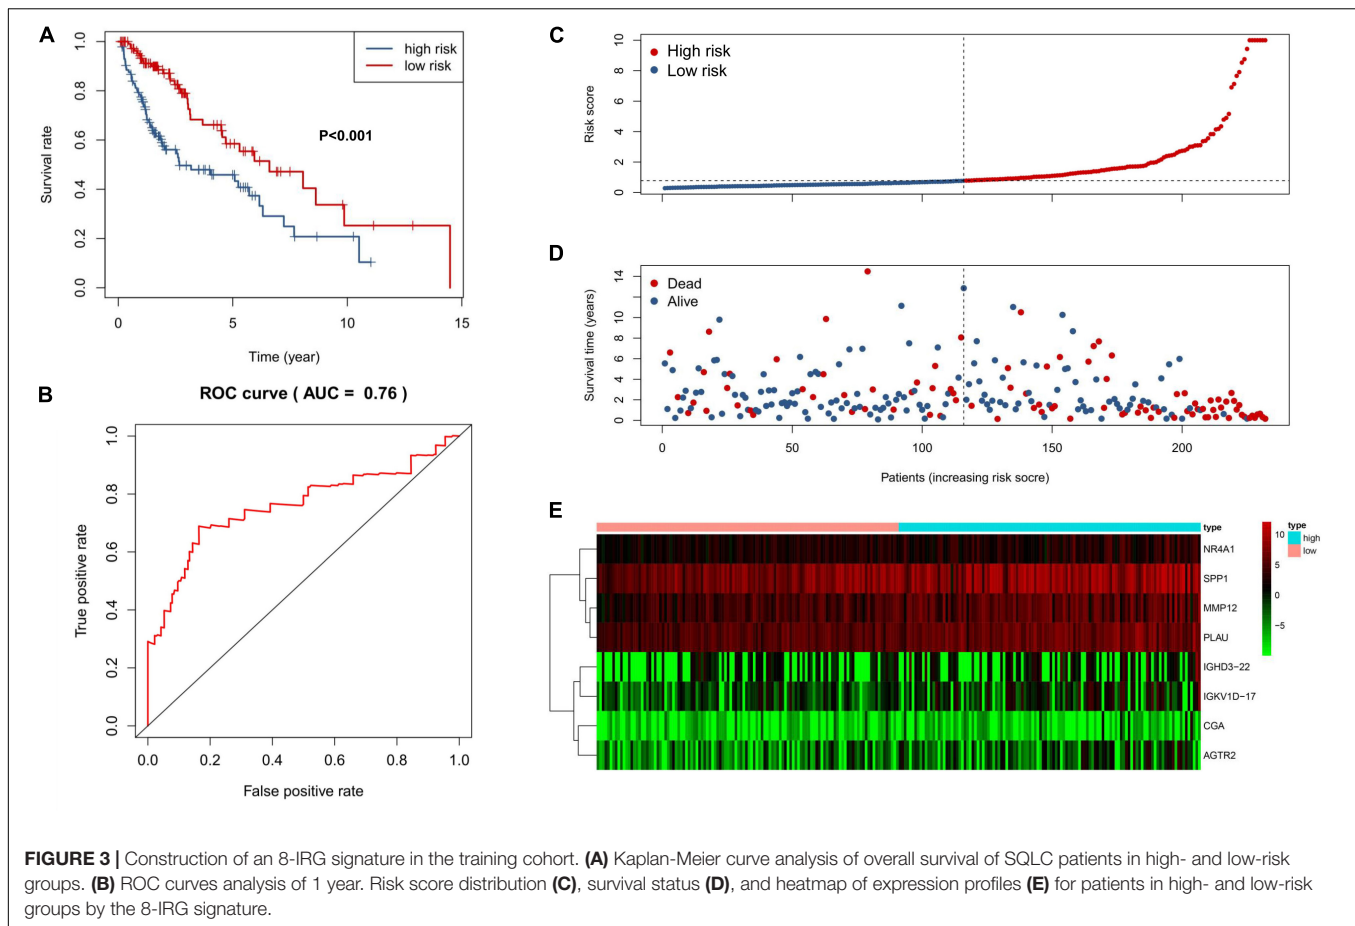 A
1.0
0.8
0.6
0.4
0.2
0.0
Survival rate
high risk
low risk
P<0.001
0 5 10 15
Time (year)
B
ROC curve ( AUC = 0.76 )
1.0
0.8
0.6
0.4
0.2
0.0
True positive rate
0.0 0.2 0.4 0.6 0.8 1.0
False positive rate
C
High risk
Low risk
10
8
6
4
2
0
Risk score
0 50 100 150 200
D
Dead
Alive
14
10
8
6
4
2
0
Survival time (years)
0 50 100 150 200
Patients (increasing risk socre)
E
type
NR4A1
SPP1
MMP12
PLAU
IGHD3−22
IGKV1D−17
CGA
AGTR2
10
5
0
−5
type
high
low
FIGURE 3 | Construction of an 8-IRG signature in the training cohort. (A) Kaplan-Meier curve analysis of overall survival of SQLC patients in high- and low-risk
groups. (B) ROC curves analysis of 1 year. Risk score distribution (C), survival status (D), and heatmap of expression profiles (E) for patients in high- and low-risk
groups by the 8-IRG signature.